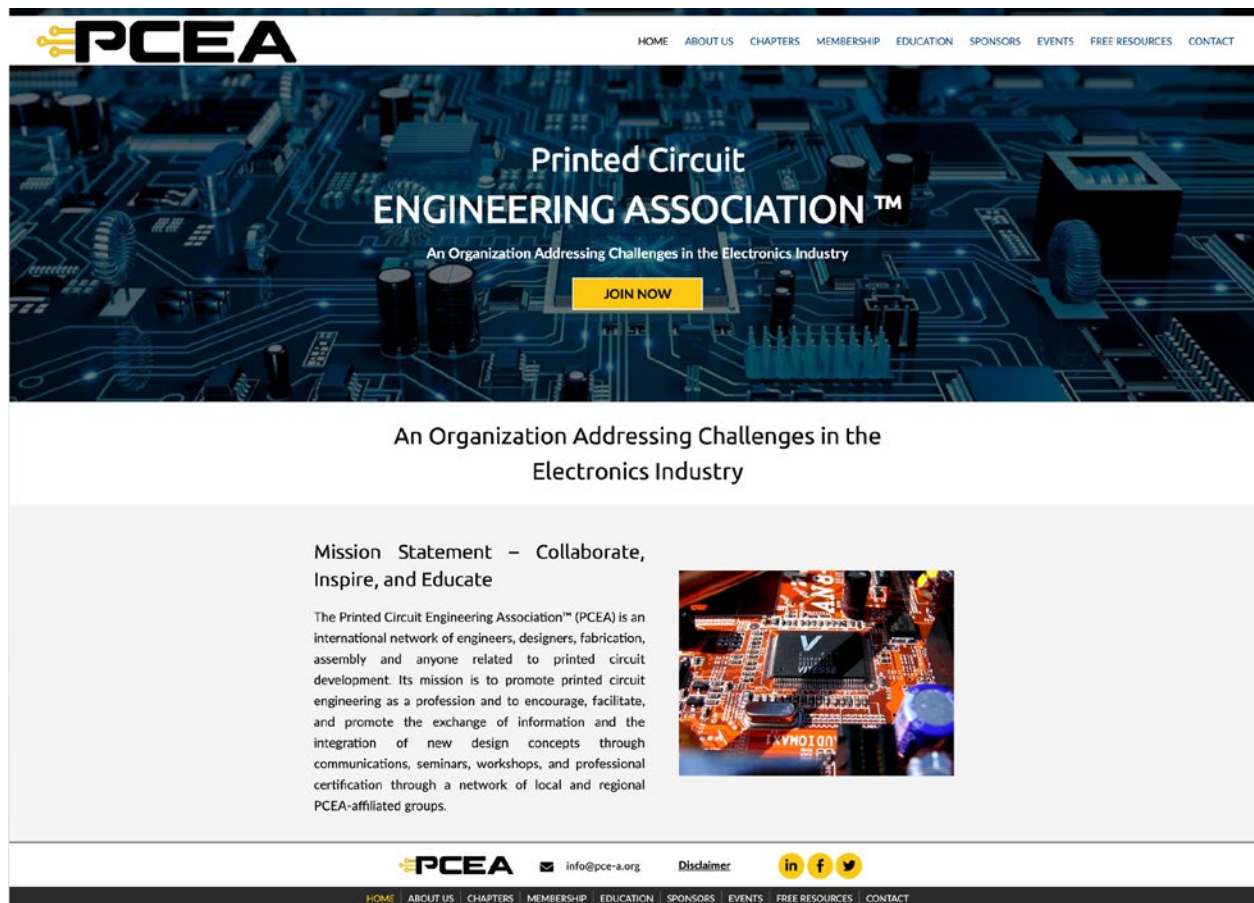 PCEA
HOME ABOUT US CHAPTERS MEMBERSHIP EDUCATION SPONSORS EVENTS FREE RESOURCES CONTACT
Printed Circuit
ENGINEERING ASSOCIATION ™
An Organization Addressing Challenges in the Electronics Industry
JOIN NOW
An Organization Addressing Challenges in the
Electronics Industry
Mission Statement – Collaborate,
Inspire, and Educate
The Printed Circuit Engineering Association™ (PCEA) is an
international network of engineers, designers, fabrication,
assembly and anyone related to printed circuit
development. Its mission is to promote printed circuit
engineering as a profession and to encourage, facilitate,
and promote the exchange of information and the
integration of new design concepts through
communications, seminars, workshops, and professional
certification through a network of local and regional
PCEA-affiliated groups.
AN8-
VITESSE
PCEA info@pce-a.org Disclaimer in f
HOME ABOUT US CHAPTERS MEMBERSHIP EDUCATION SPONSORS EVENTS FREE RESOURCES CONTACT